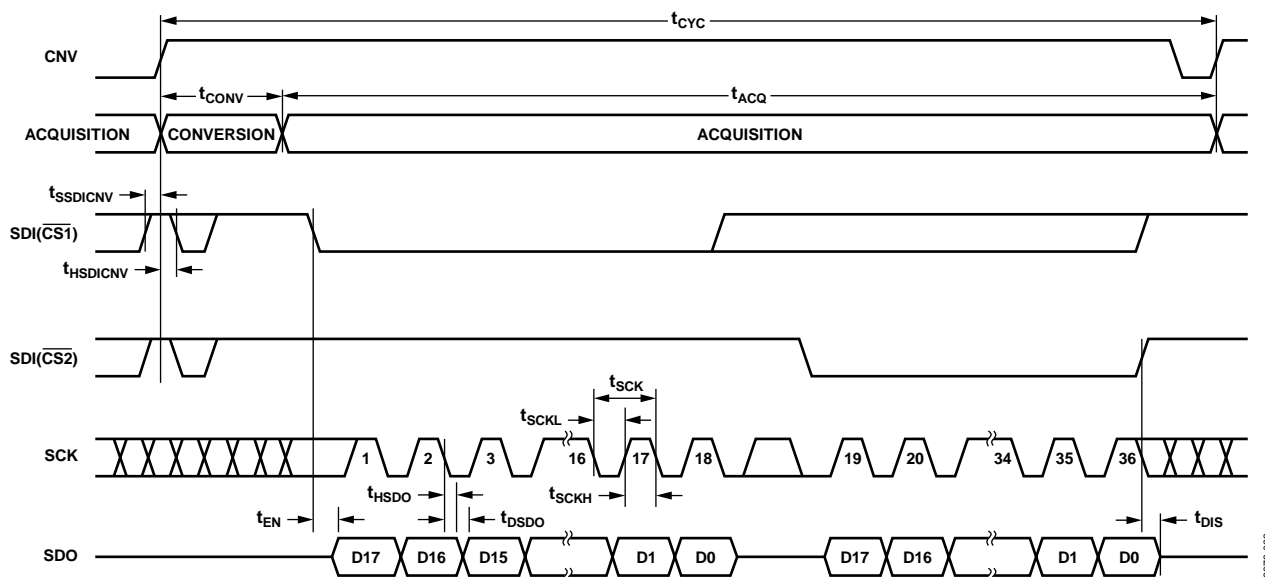 tCYC
CNV
tCONV
tACQ
ACQUISITION
CONVERSION
ACQUISITION
tSSDICNV
SDI(CS1)
tHSDICNV
SDI(CS2)
tSCK
tSCKL
SCK
1 2 3 16 17 18 19 20 34 35 36
tHSDO
tSCKH
tEN
tDSDO
tDIS
SDO
D17 D16 D15 D1 D0 D17 D16 D1 D0